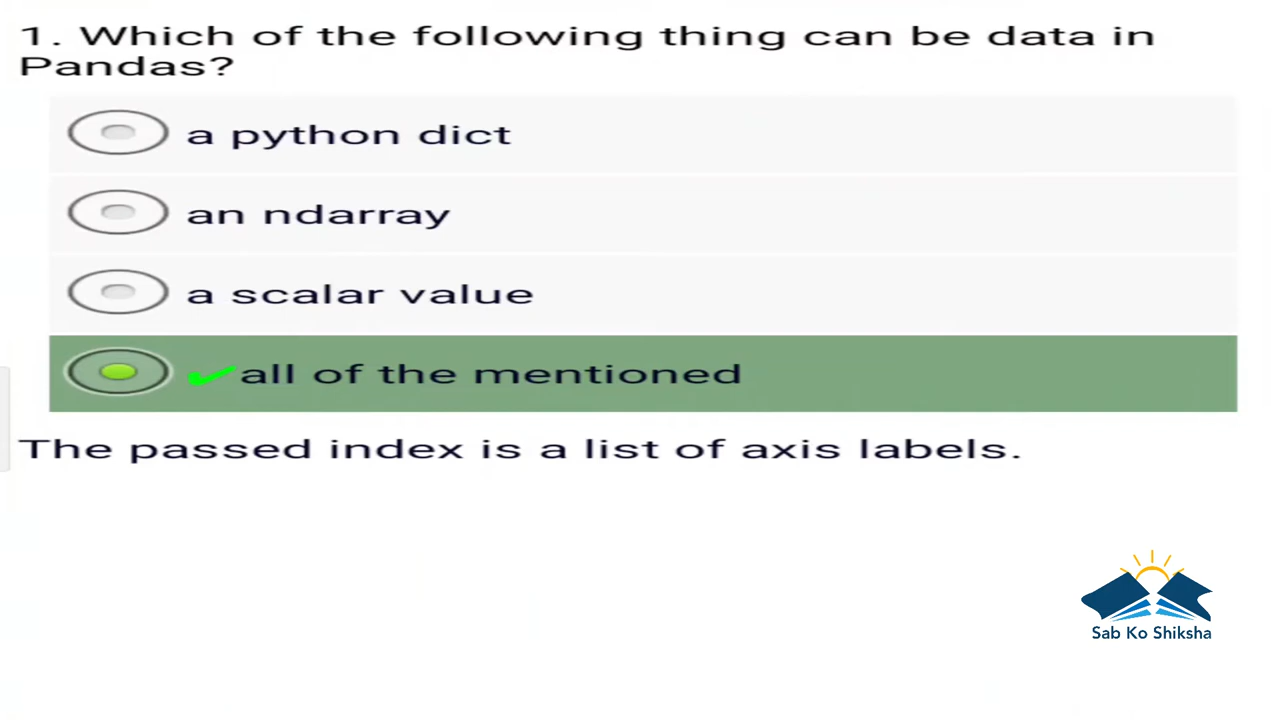 1. Which of the following thing can be data in
Pandas?
a python dict
an ndarray
a scalar value
all of the mentioned
The passed index is a list of axis labels.
Sab Ko Shiksha